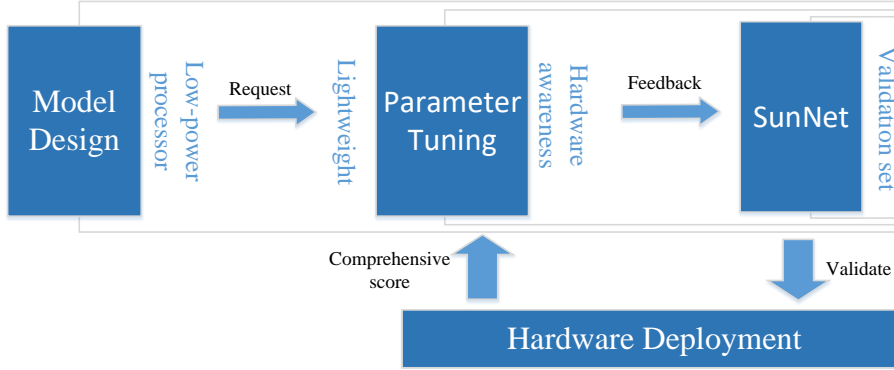 Model
Design
Low-power
processor
Request
Lightweight
Parameter
Tuning
Hardware
awareness
Feedback
SunNet
Validation set
Comprehensive
score
Validate
Hardware Deployment